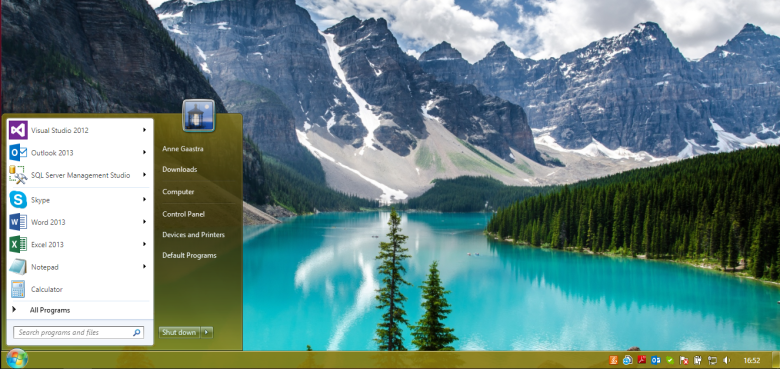 Visual Studio 2012
Outlook 2013
SQL Server Management Studio
Skype
Word 2013
Excel 2013
Notepad
Calculator
All Programs
Search programs and files
Anne Gaastra
Downloads
Computer
Control Panel
Devices and Printers
Default Programs
Shut down
16:52